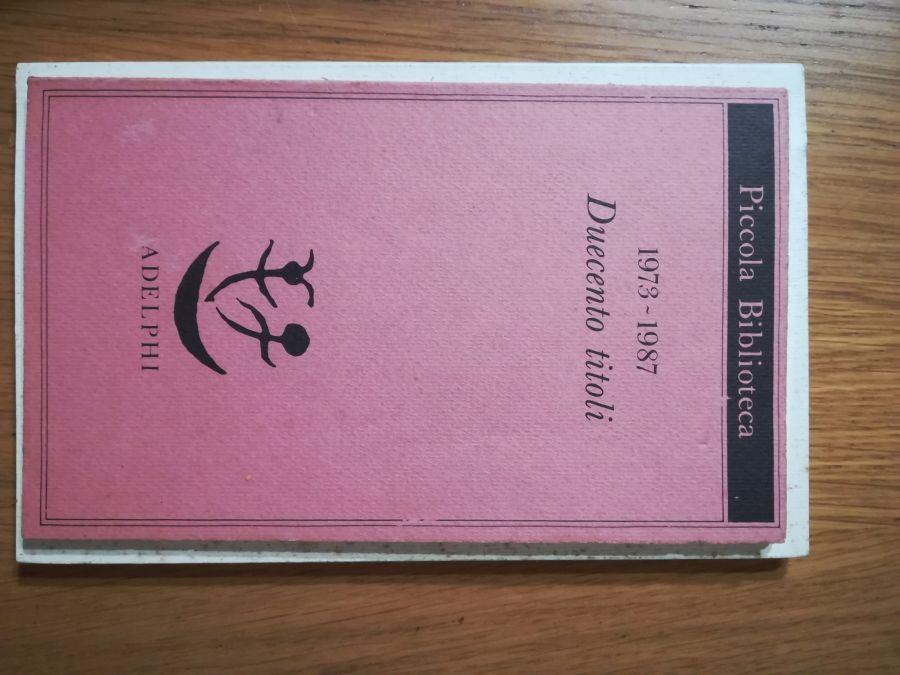 Piccola Biblioteca
1973~1987
Duecento titoli
ADELPHI